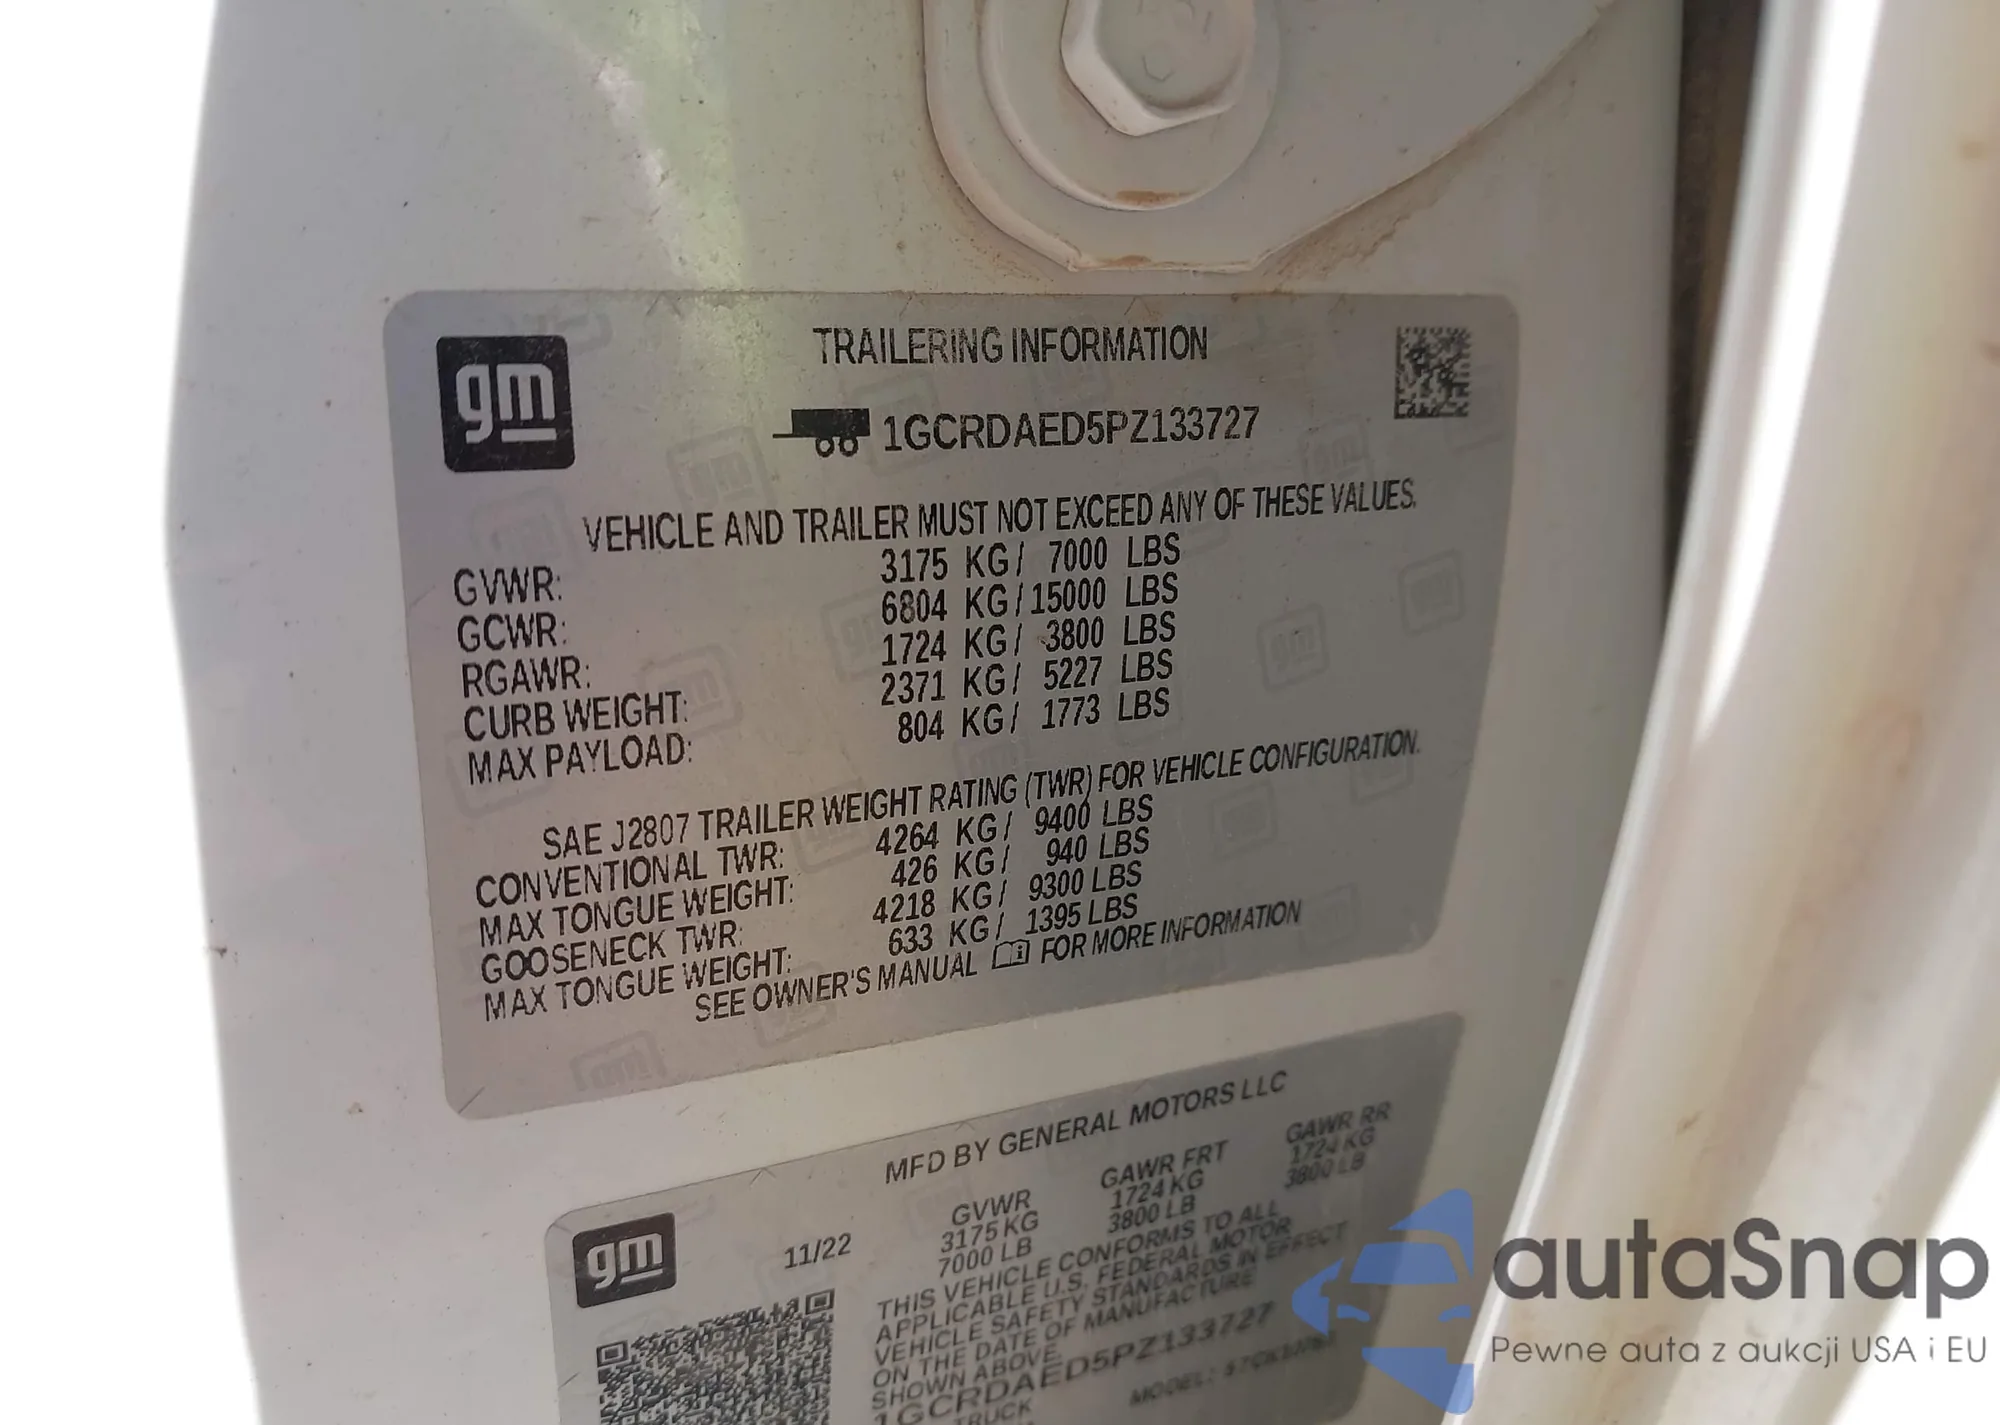 gm
TRAILERING INFORMATION
1GCRDAED5PZ133727
VEHICLE AND TRAILER MUST NOT EXCEED ANY OF THESE VALUES.
GVWR: 3175 KG/ 7000 LBS
GCWR: 6804 KG/15000 LBS
RGAWR: 1724 KG/ 3800 LBS
CURB WEIGHT: 2371 KG/ 5227 LBS
MAX PAYLOAD: 804 KG/ 1773 LBS
SAE J2807 TRAILER WEIGHT RATING (TWR) FOR VEHICLE CONFIGURATION.
CONVENTIONAL TWR: 4264 KG/ 9400 LBS
MAX TONGUE WEIGHT: 426 KG/ 940 LBS
GOOSENECK TWR: 4218 KG/ 9300 LBS
MAX TONGUE WEIGHT: 633 KG/ 1395 LBS
SEE OWNER'S MANUAL FOR MORE INFORMATION
MFD BY GENERAL MOTORS LLC
gm
11/22
GVWR GAWR FRT GAWR RR
3175 KG 1724 KG 1724 KG
7000 LB 3800 LB 3800 LB
THIS VEHICLE CONFORMS TO ALL
APPLICABLE U.S. FEDERAL MOTOR
VEHICLE SAFETY STANDARDS IN EFFECT
ON THE DATE OF MANUFACTURE
SHOWN ABOVE.
1GCRDAED5PZ133727
TRUCK MODEL:
autaSnap
Pewne auta z aukcji USA i EU